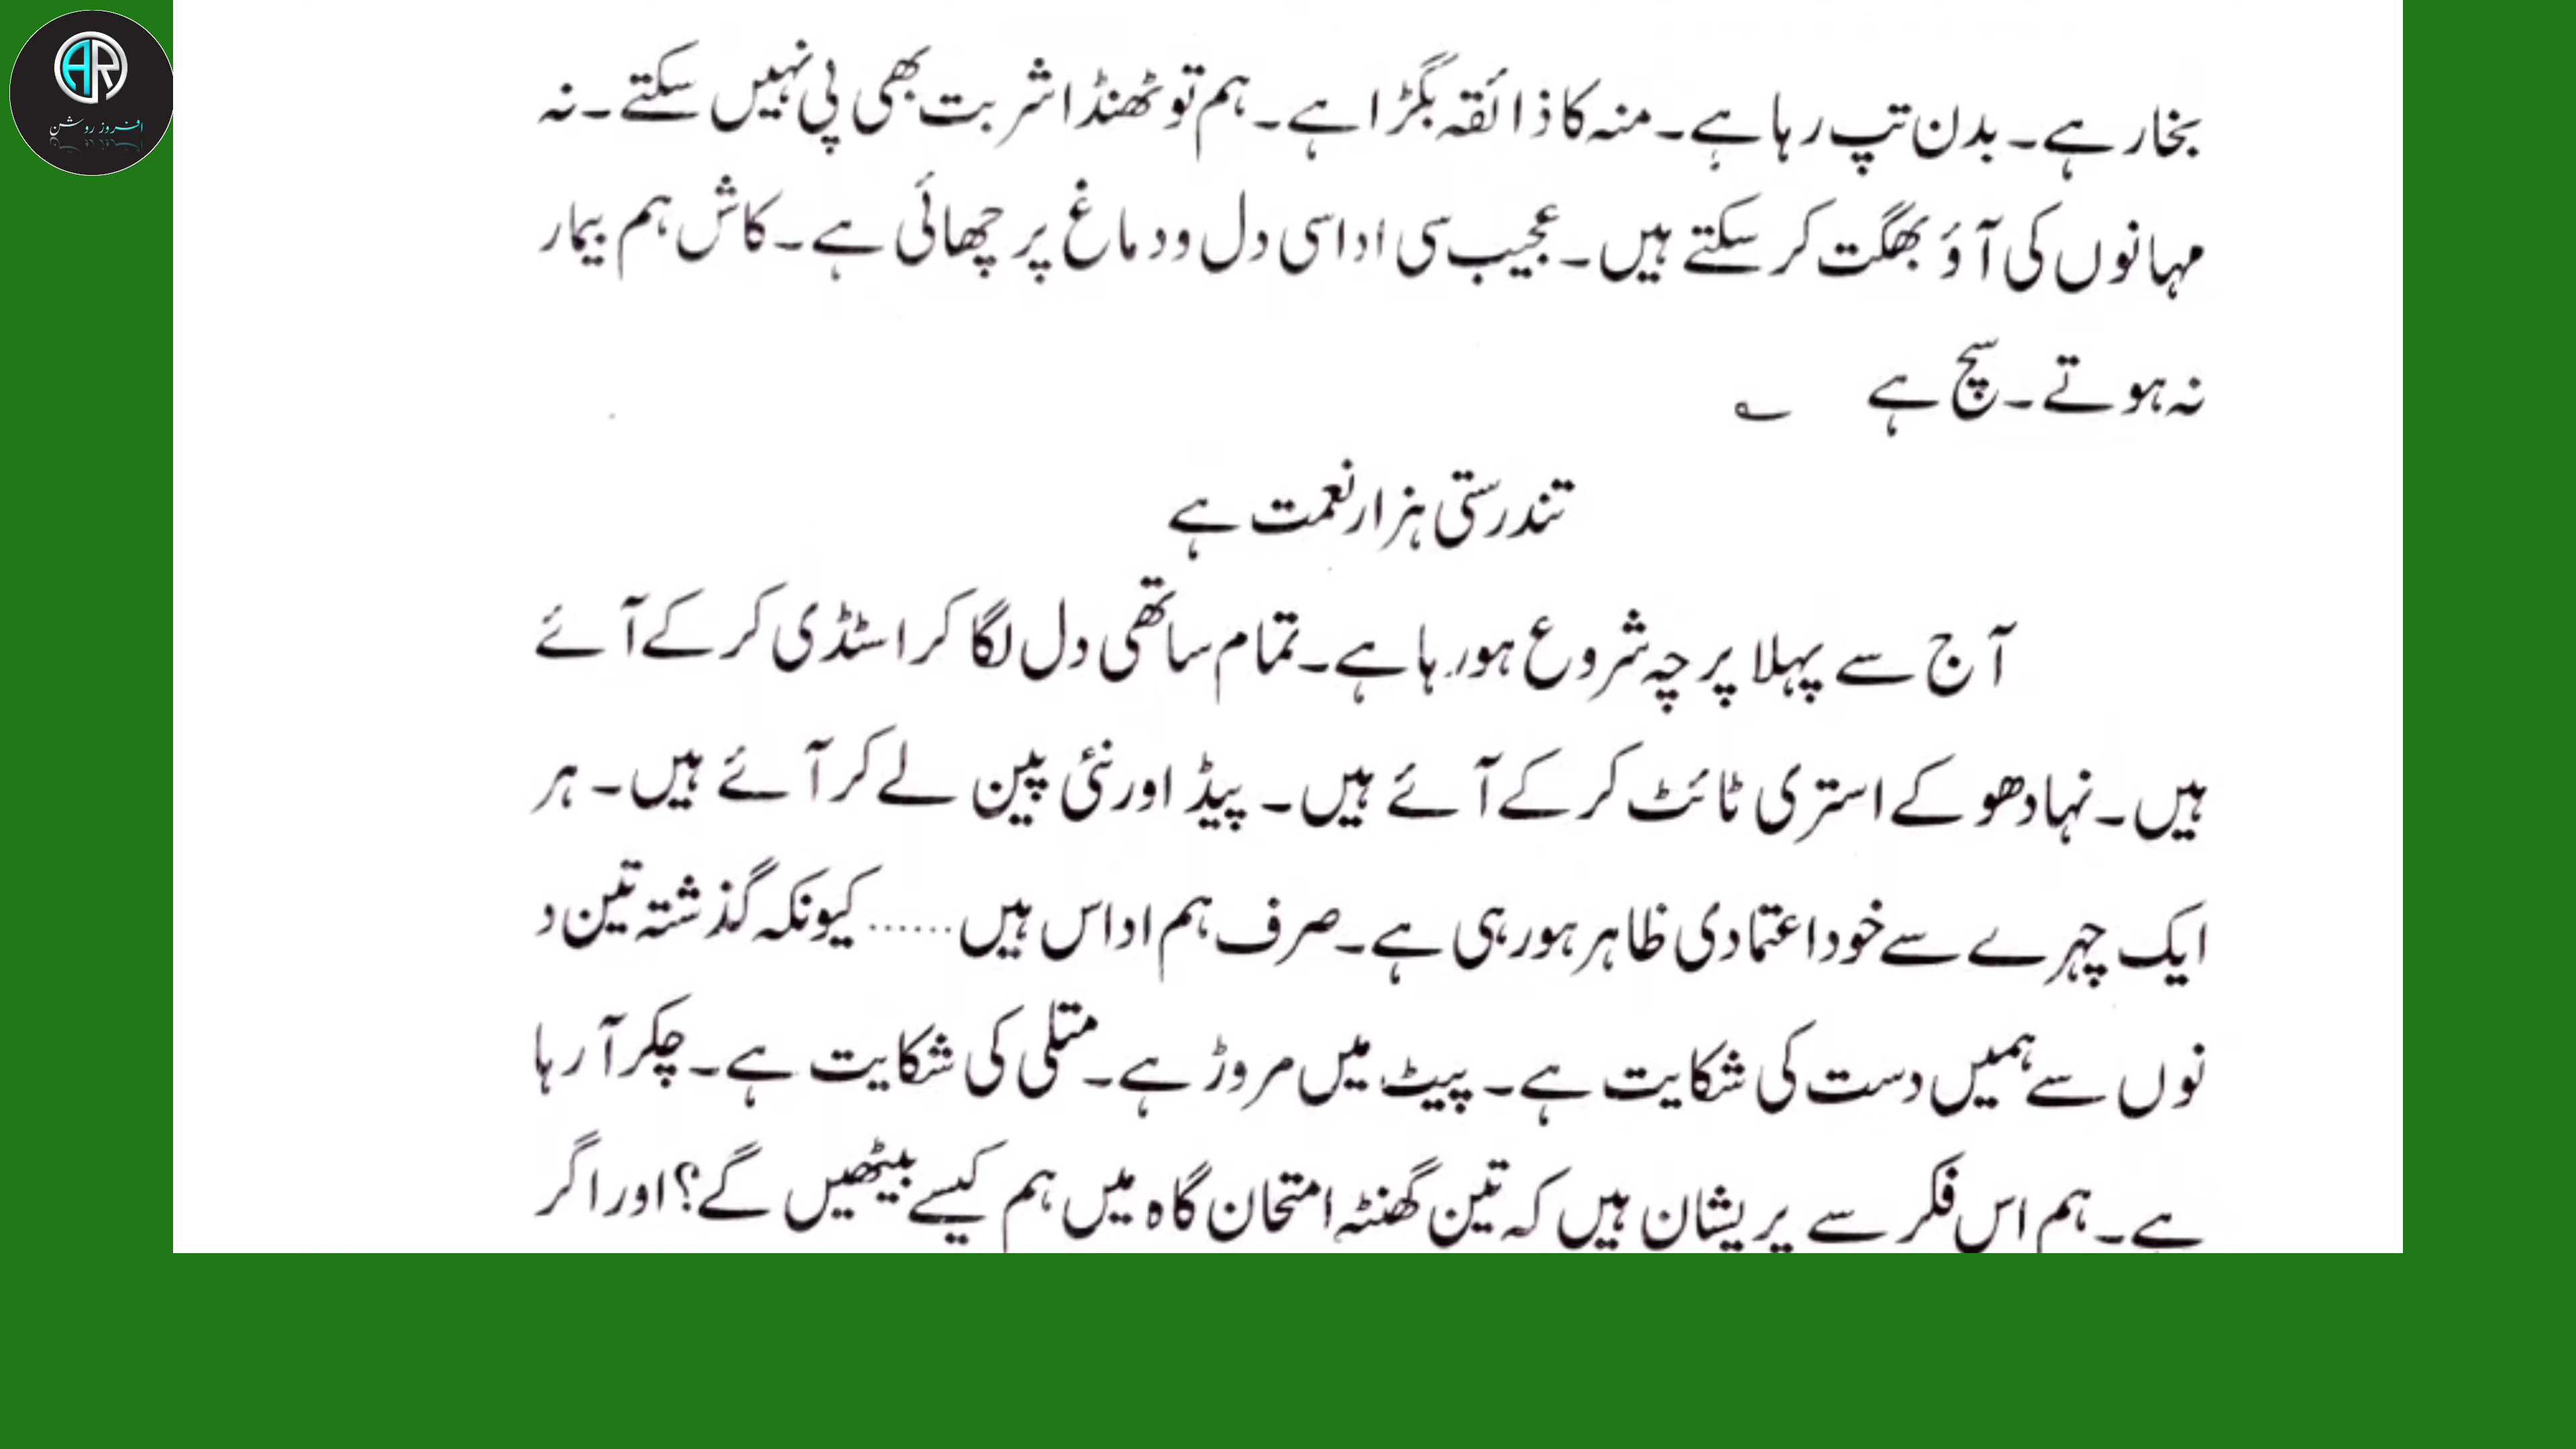 افروز روشن
بخار ہے۔ بدن تپ رہا ہے۔ منہ کا ذائقہ بگڑا ہے۔ ہم تو ٹھنڈا شربت بھی پی نہیں سکتے۔ نہ
مہانوں کی آؤ بھگت کر سکتے ہیں۔ عجیب سی اداسی دل و دماغ پر چھائی ہے۔ کاش ہم بیمار
نہ ہوتے۔ سچ ہے ؎
تندرستی ہزار نعمت ہے
آج سے پہلا پرچہ شروع ہو رہا ہے۔ تمام ساتھی دل لگا کر اسٹڈی کر کے آئے
ہیں۔ نہا دھو کے استری ٹائٹ کر کے آئے ہیں۔ پیڈ اور نئی پین لے کر آئے ہیں۔ ہر
ایک چہرے سے خود اعتمادی ظاہر ہو رہی ہے۔ صرف ہم اداس ہیں ...... کیونکہ گذشتہ تین د
نوں سے ہمیں دست کی شکایت ہے۔ پیٹ میں مروڑ ہے۔ متلی کی شکایت ہے۔ چکر آ رہا
ہے۔ ہم اس فکر سے پریشان ہیں کہ تین گھنٹہ امتحان گاہ میں ہم کیسے بیٹھیں گے؟ اور اگر